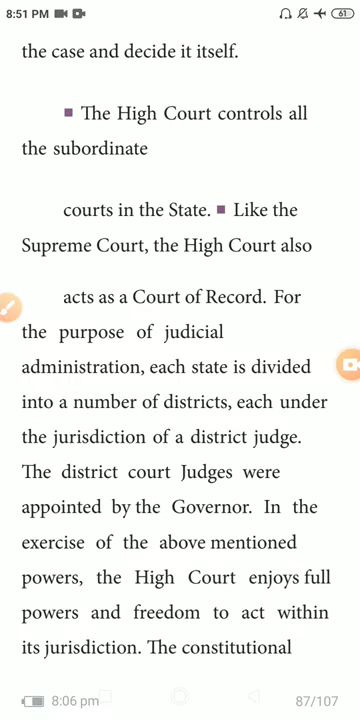 8:51 PM
61
the case and decide it itself.
■ The High Court controls all
the subordinate
courts in the State. ■ Like the
Supreme Court, the High Court also
acts as a Court of Record. For
the purpose of judicial
administration, each state is divided
into a number of districts, each under
the jurisdiction of a district judge.
The district court Judges were
appointed by the Governor. In the
exercise of the above mentioned
powers, the High Court enjoys full
powers and freedom to act within
its jurisdiction. The constitutional
8:06 pm
87/107